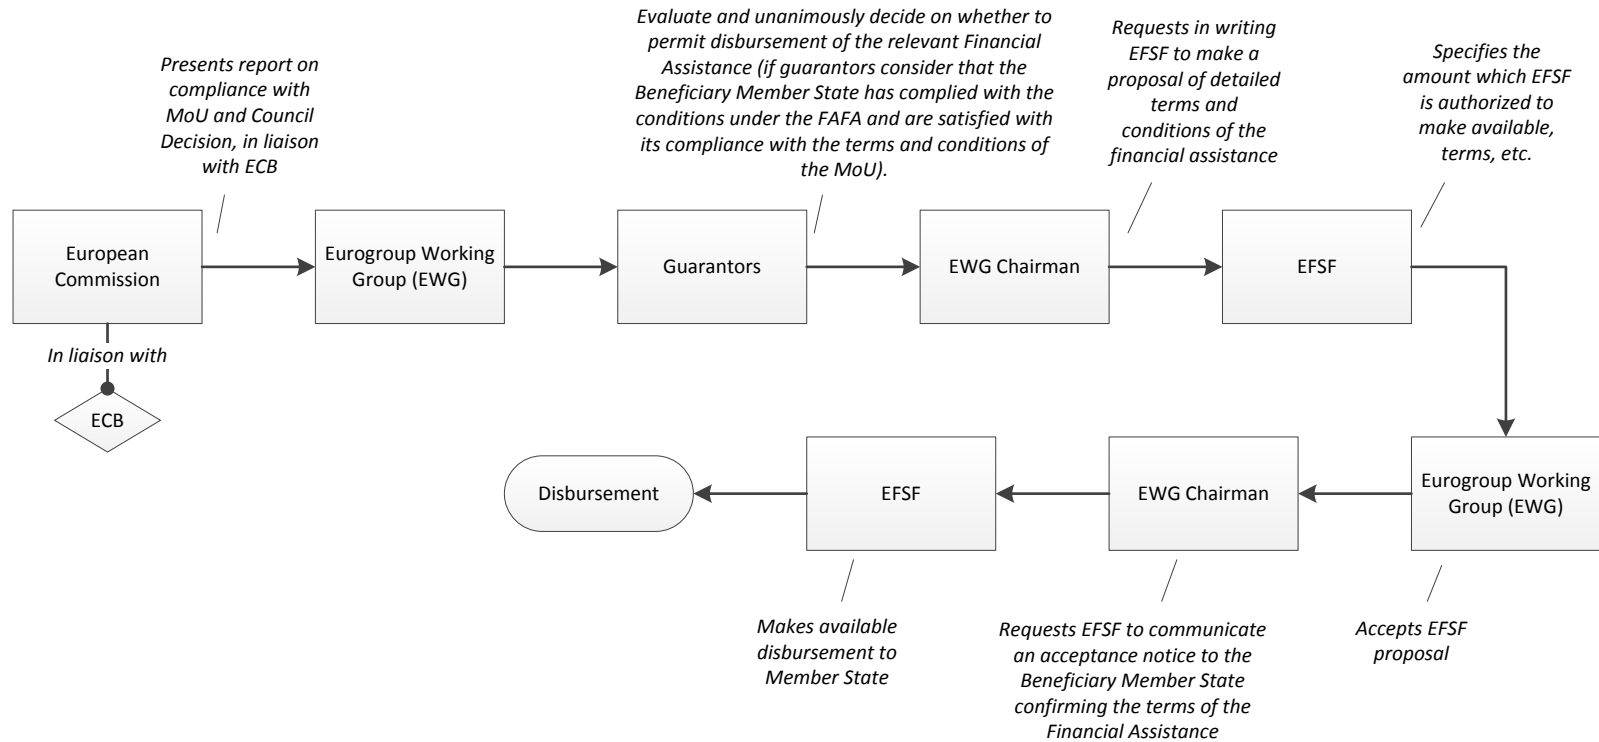 Presents report on
compliance with
MoU and Council
Decision, in liaison
with ECB
Evaluate and unanimously decide on whether to
permit disbursement of the relevant Financial
Assistance (if guarantors consider that the
Beneficiary Member State has complied with the
conditions under the FAFA and are satisfied with
its compliance with the terms and conditions of
the MoU).
Requests in writing
EFSF to make a
proposal of detailed
terms and
conditions of the
financial assistance
Specifies the
amount which EFSF
is authorized to
make available,
terms, etc.
European
Commission
Eurogroup Working
Group (EWG)
Guarantors
EWG Chairman
EFSF
In liaison with
ECB
Disbursement
EFSF
EWG Chairman
Eurogroup Working
Group (EWG)
Makes available
disbursement to
Member State
Requests EFSF to communicate
an acceptance notice to the
Beneficiary Member State
confirming the terms of the
Financial Assistance
Accepts EFSF
proposal